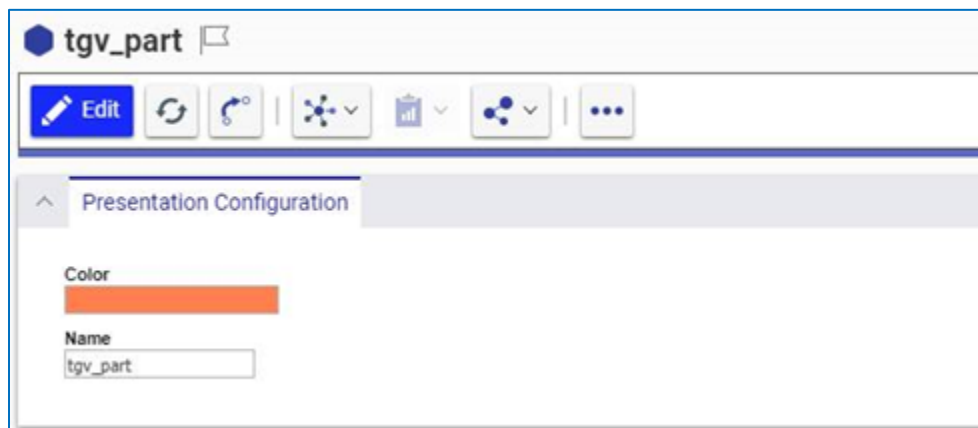 tgv_part
Edit
Presentation Configuration
Color
Name
tgv_part